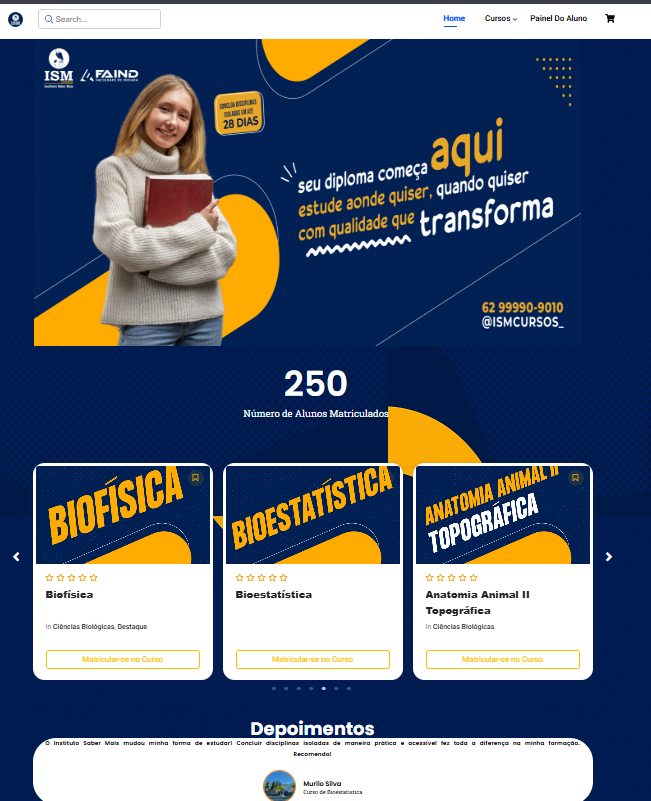 Search...
Home
Cursos
Painel Do Aluno
ISM
Instituto Saber Mais
FAIND
CONCLUA DISCIPLINAS
ISOLADAS EM ATÉ
28 DIAS
seu diploma começa aqui
estude aonde quiser, quando quiser
com qualidade que transforma
62 99990-9010
@ISMCURSOS_
250
Número de Alunos Matriculados
BIOFÍSICA
BIOESTATÍSTICA
ANATOMIA ANIMAL II
TOPOGRÁFICA
Biofísica
In Ciências Biológicas, Destaque
Matricular-se no Curso
Bioestatística
Matricular-se no Curso
Anatomia Animal II
Topográfica
In Ciências Biológicas
Matricular-se no Curso
Depoimentos
O Instituto Saber Mais mudou minha forma de estudar! Concluir disciplinas isoladas de maneira prática e acessível fez toda a diferença na minha formação.
Recomendo!
Murilo Silva
Curso de Bioestatística